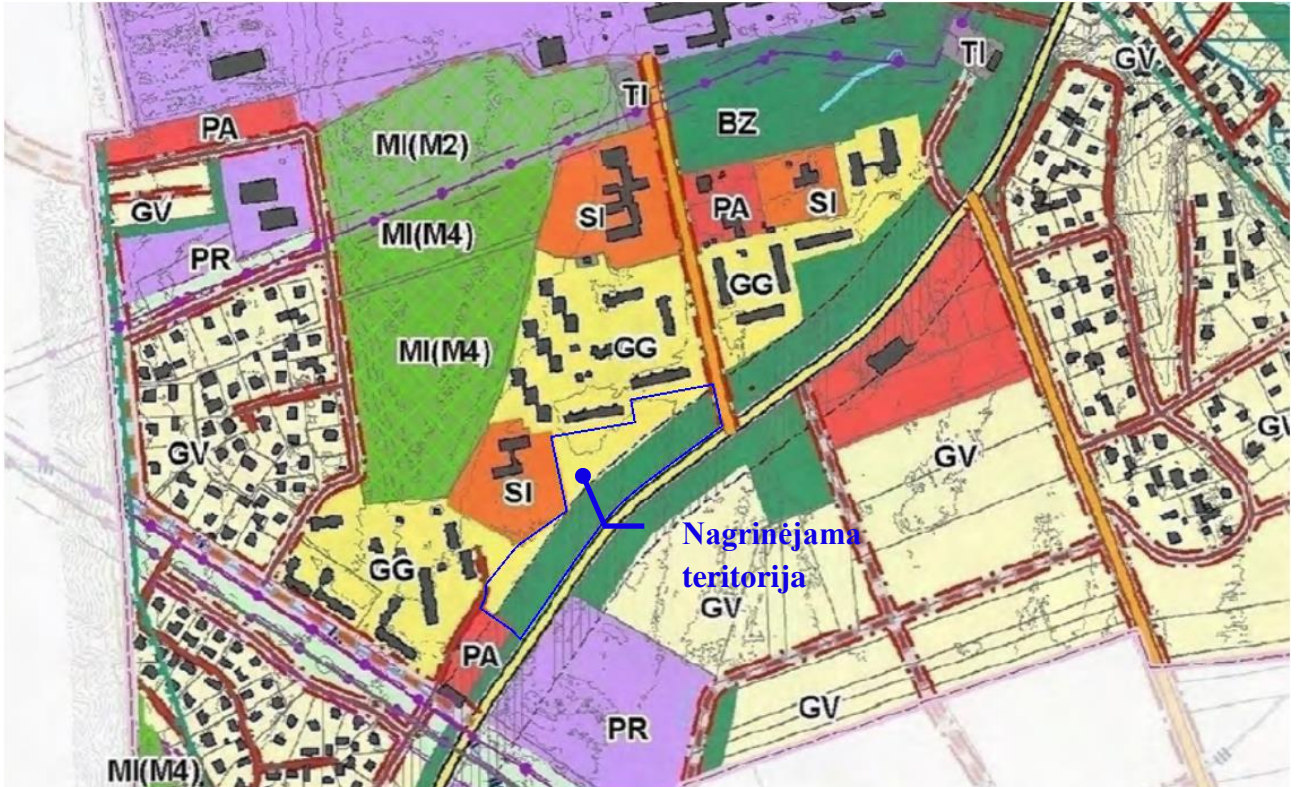 GV
TI
TI
PA
BZ
MI(M2)
GV
PA
SI
SI
MI(M4)
PR
GG
MI(M4)
GG
GV
GV
GV
SI
Nagrinėjama
teritorija
GG
GV
PA
GV
PR
MI(M4)